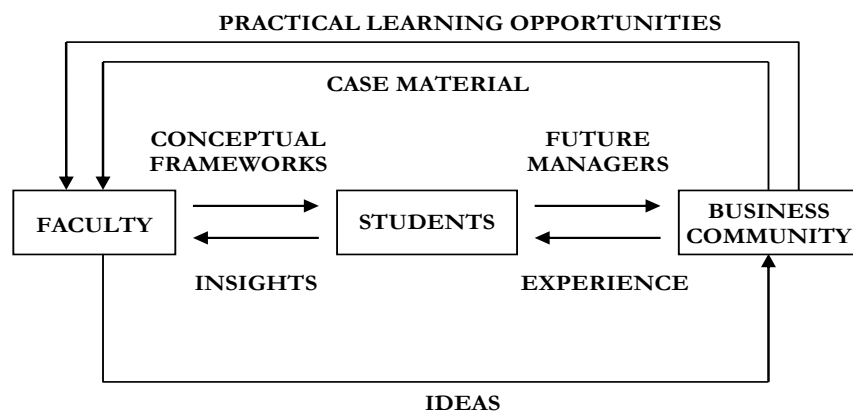 PRACTICAL LEARNING OPPORTUNITIES
CASE MATERIAL
CONCEPTUAL
FRAMEWORKS
FUTURE
MANAGERS
FACULTY
STUDENTS
BUSINESS
COMMUNITY
INSIGHTS
EXPERIENCE
IDEAS